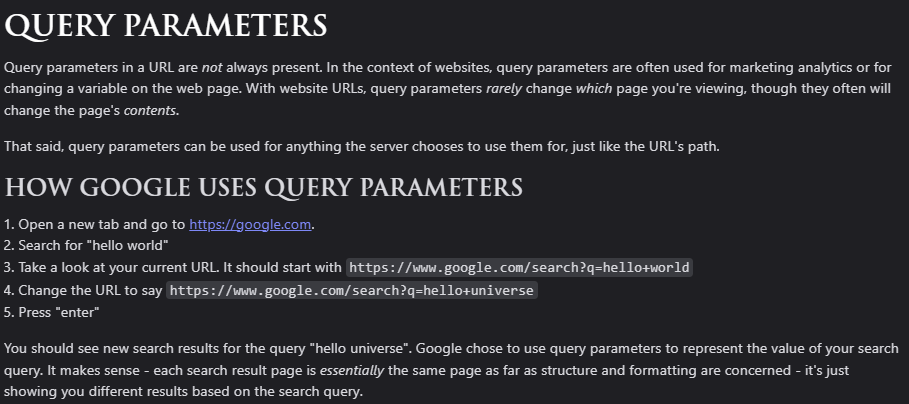 QUERY PARAMETERS
Query parameters in a URL are not always present. In the context of websites, query parameters are often used for marketing analytics or for
changing a variable on the web page. With website URLs, query parameters rarely change which page you're viewing, though they often will
change the page's contents.
That said, query parameters can be used for anything the server chooses to use them for, just like the URL's path.
HOW GOOGLE USES QUERY PARAMETERS
1. Open a new tab and go to https://google.com.
2. Search for "hello world"
3. Take a look at your current URL. It should start with https://www.google.com/search?q=hello+world
4. Change the URL to say https://www.google.com/search?q=hello+universe
5. Press "enter"
You should see new search results for the query "hello universe". Google chose to use query parameters to represent the value of your search
query. It makes sense - each search result page is essentially the same page as far as structure and formatting are concerned - it's just
showing you different results based on the search query.